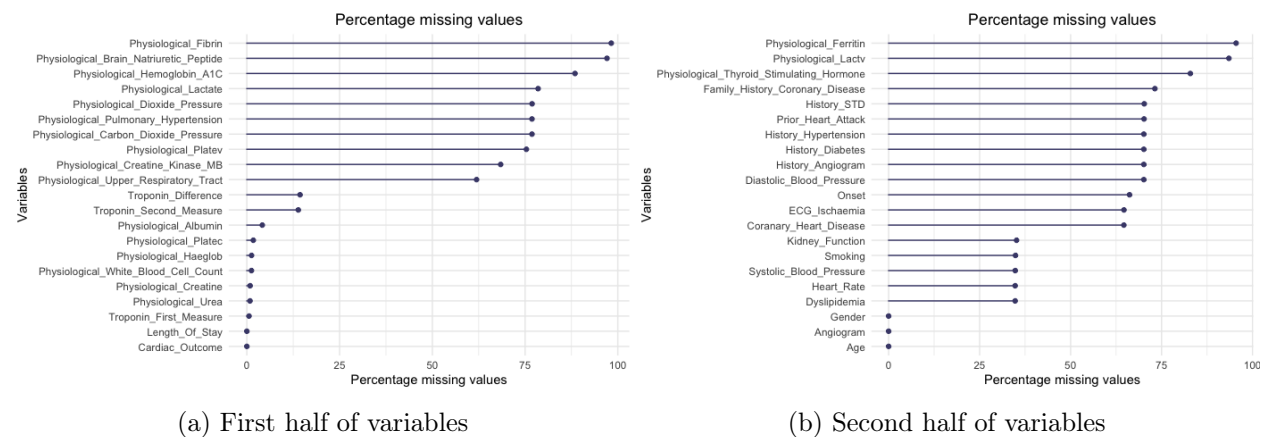 Percentage missing values
Variables
Physiological_Fibrin
Physiological_Brain_Natriuretic_Peptide
Physiological_Hemoglobin_A1C
Physiological_Lactate
Physiological_Dioxide_Pressure
Physiological_Pulmonary_Hypertension
Physiological_Carbon_Dioxide_Pressure
Physiological_Platev
Physiological_Creatine_Kinase_MB
Physiological_Upper_Respiratory_Tract
Troponin_Difference
Troponin_Second_Measure
Physiological_Albumin
Physiological_Platec
Physiological_Haeglob
Physiological_White_Blood_Cell_Count
Physiological_Creatine
Physiological_Urea
Troponin_First_Measure
Length_Of_Stay
Cardiac_Outcome
0 25 50 75 100
Percentage missing values
(a) First half of variables
Percentage missing values
Variables
Physiological_Ferritin
Physiological_Lactv
Physiological_Thyroid_Stimulating_Hormone
Family_History_Coronary_Disease
History_STD
Prior_Heart_Attack
History_Hypertension
History_Diabetes
History_Angiogram
Diastolic_Blood_Pressure
Onset
ECG_Ischaemia
Coranary_Heart_Disease
Kidney_Function
Smoking
Systolic_Blood_Pressure
Heart_Rate
Dyslipidemia
Gender
Angiogram
Age
0 25 50 75 100
Percentage missing values
(b) Second half of variables